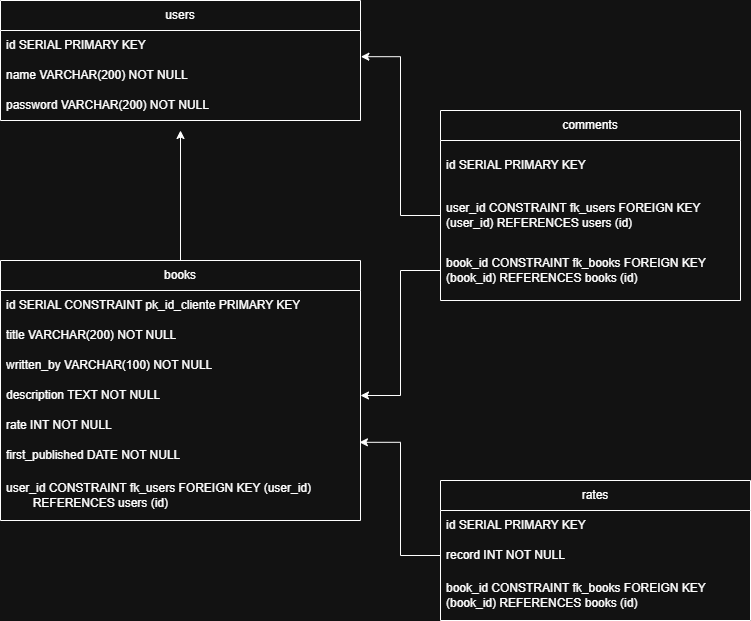 users
id SERIAL PRIMARY KEY
name VARCHAR(200) NOT NULL
password VARCHAR(200) NOT NULL
comments
id SERIAL PRIMARY KEY
user_id CONSTRAINT fk_users FOREIGN KEY
(user_id) REFERENCES users (id)
book_id CONSTRAINT fk_books FOREIGN KEY
(book_id) REFERENCES books (id)
books
id SERIAL CONSTRAINT pk_id_cliente PRIMARY KEY
title VARCHAR(200) NOT NULL
written_by VARCHAR(100) NOT NULL
description TEXT NOT NULL
rate INT NOT NULL
first_published DATE NOT NULL
user_id CONSTRAINT fk_users FOREIGN KEY (user_id)
REFERENCES users (id)
rates
id SERIAL PRIMARY KEY
record INT NOT NULL
book_id CONSTRAINT fk_books FOREIGN KEY
(book_id) REFERENCES books (id)